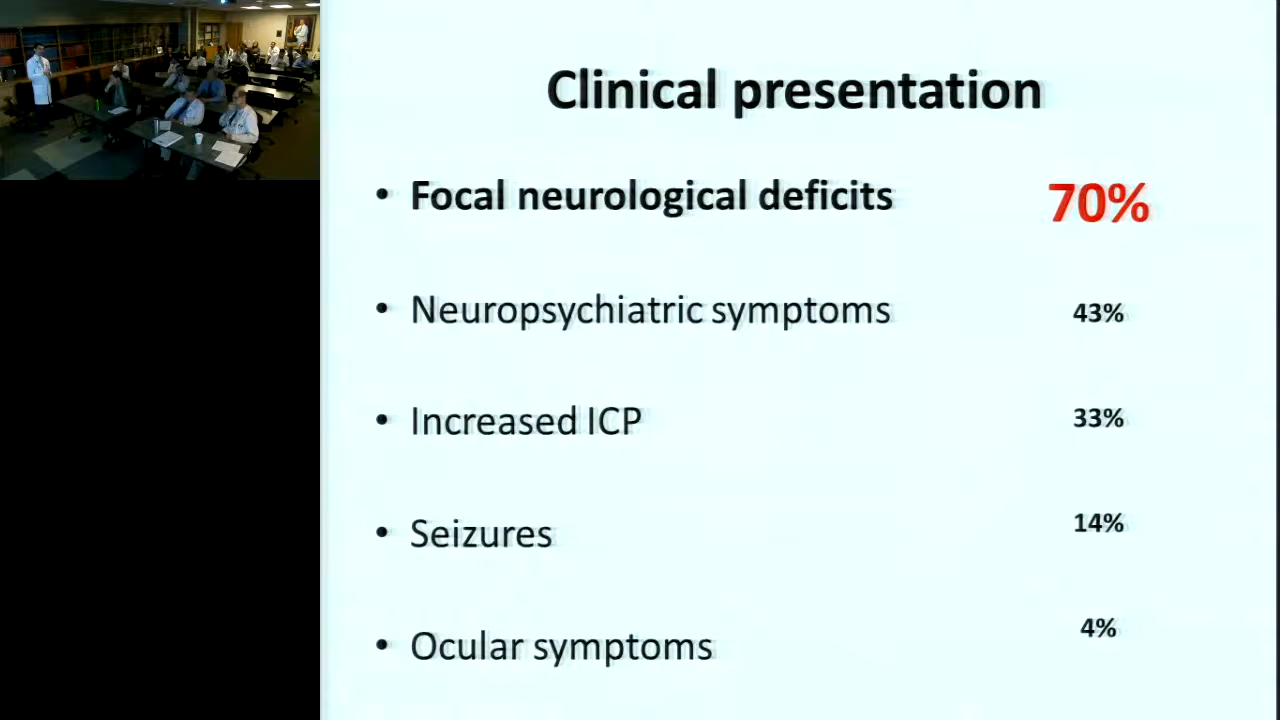 Clinical presentation
• Focal neurological deficits 70%
• Neuropsychiatric symptoms 43%
• Increased ICP 33%
• Seizures 14%
• Ocular symptoms 4%